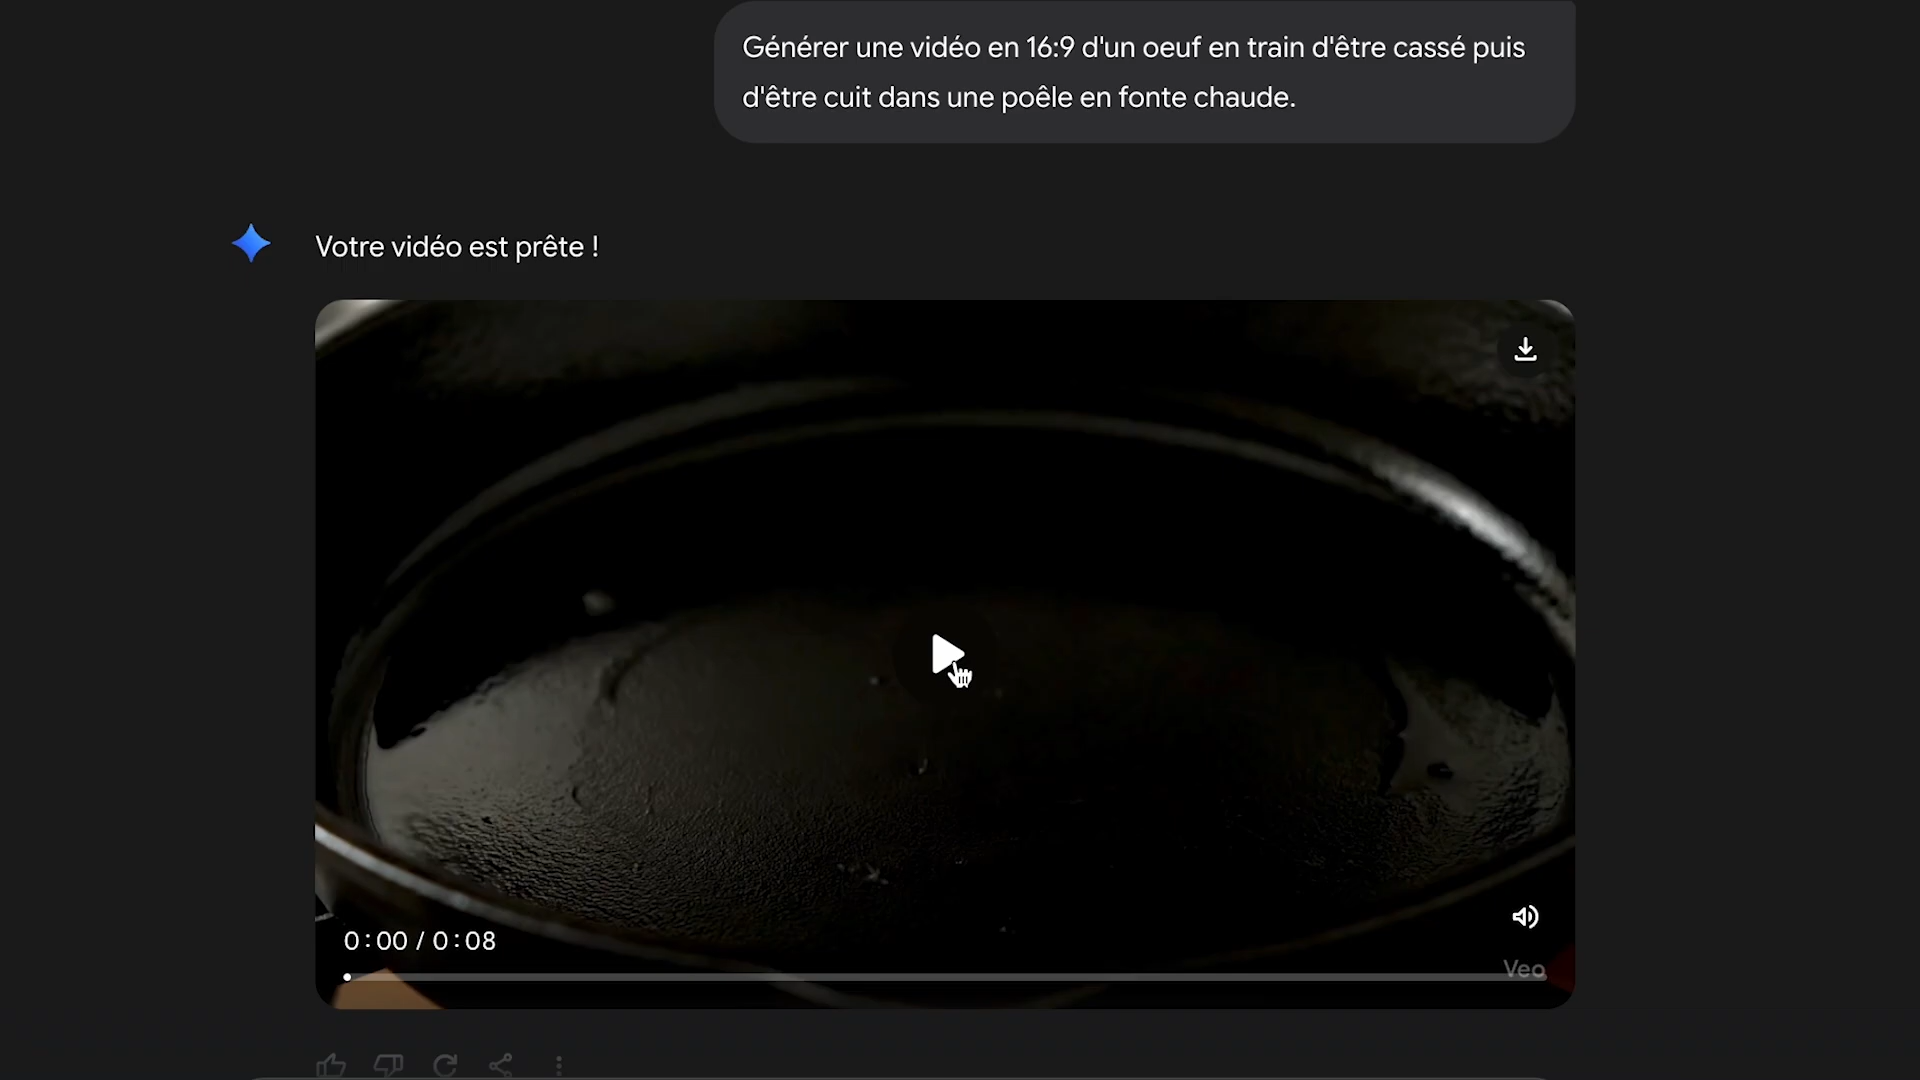 Générer une vidéo en 16:9 d'un oeuf en train d'être cassé puis
d'être cuit dans une poêle en fonte chaude.
Votre vidéo est prête !
0:00 / 0:08
Veo